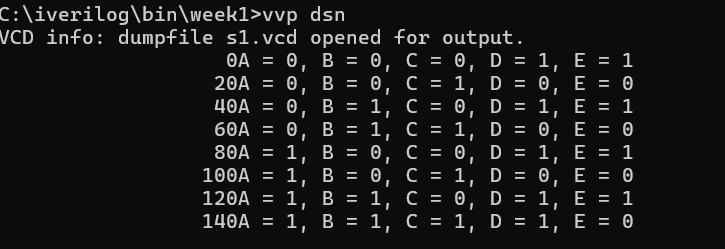 C:\iverilog\bin\week1>vvp dsn
VCD info: dumpfile s1.vcd opened for output.
0A = 0, B = 0, C = 0, D = 1, E = 1
20A = 0, B = 0, C = 1, D = 0, E = 0
40A = 0, B = 1, C = 0, D = 1, E = 1
60A = 0, B = 1, C = 1, D = 0, E = 0
80A = 1, B = 0, C = 0, D = 1, E = 1
100A = 1, B = 0, C = 1, D = 0, E = 0
120A = 1, B = 1, C = 0, D = 1, E = 1
140A = 1, B = 1, C = 1, D = 1, E = 0